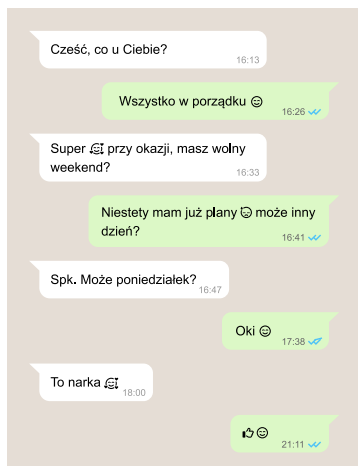 Cześć, co u Ciebie?
16:13
Wszystko w porządku 😊
16:26
Super 🥰 przy okazji, masz wolny
weekend?
16:33
Niestety mam już plany 🥲 może inny
dzień?
16:41
Spk. Może poniedziałek?
16:47
Oki 😊
17:38
To narka 🥰
18:00
👍😊
21:11